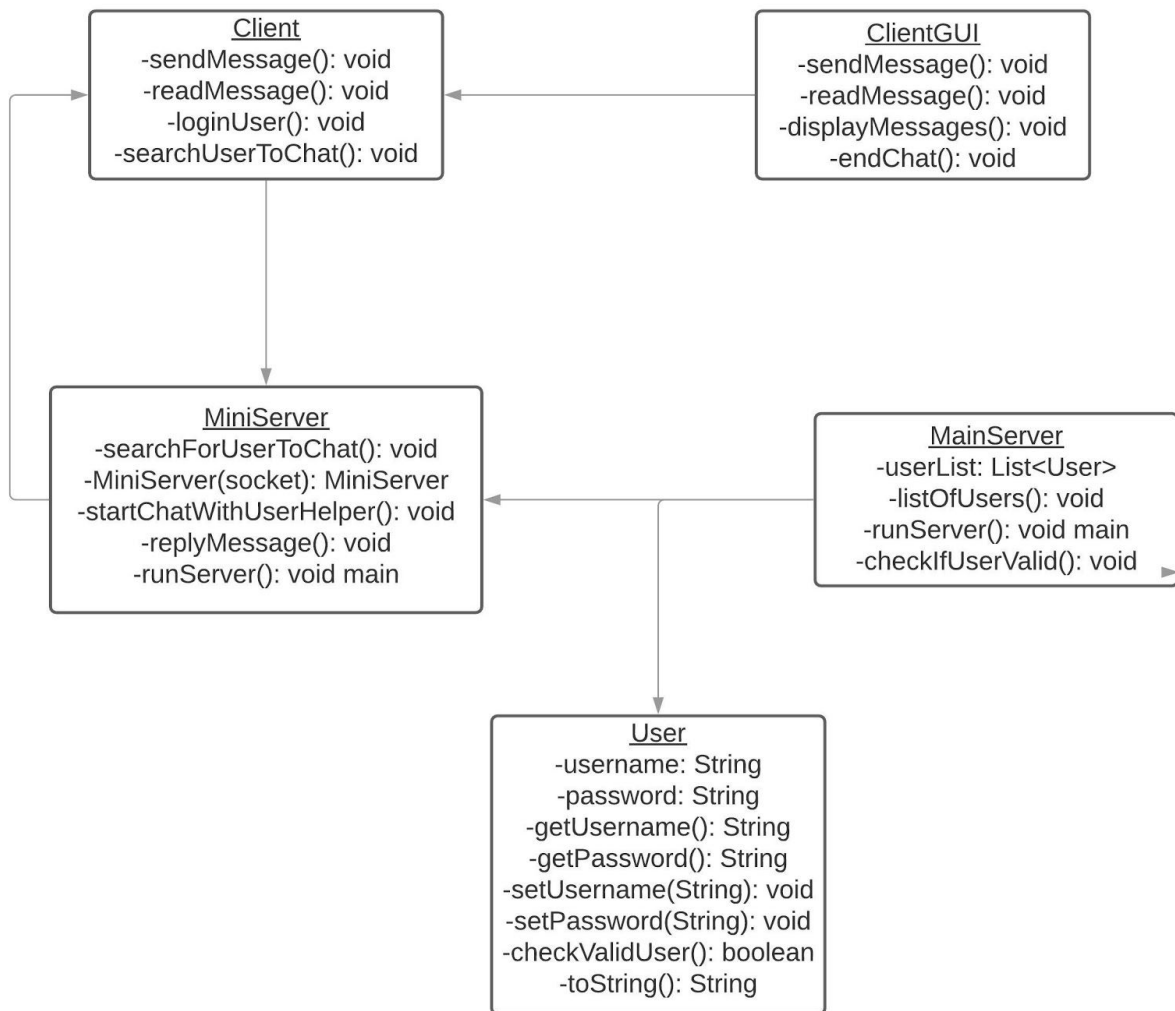 Client
-sendMessage(): void
-readMessage(): void
-loginUser(): void
-searchUserToChat(): void
ClientGUI
-sendMessage(): void
-readMessage(): void
-displayMessages(): void
-endChat(): void
MiniServer
-searchForUserToChat(): void
-MiniServer(socket): MiniServer
-startChatWithUserHelper(): void
-replyMessage(): void
-runServer(): void main
MainServer
-userList: List<User>
-listOfUsers(): void
-runServer(): void main
-checkIfUserValid(): void
User
-username: String
-password: String
-getUsername(): String
-getPassword(): String
-setUsername(String): void
-setPassword(String): void
-checkValidUser(): boolean
-toString(): String